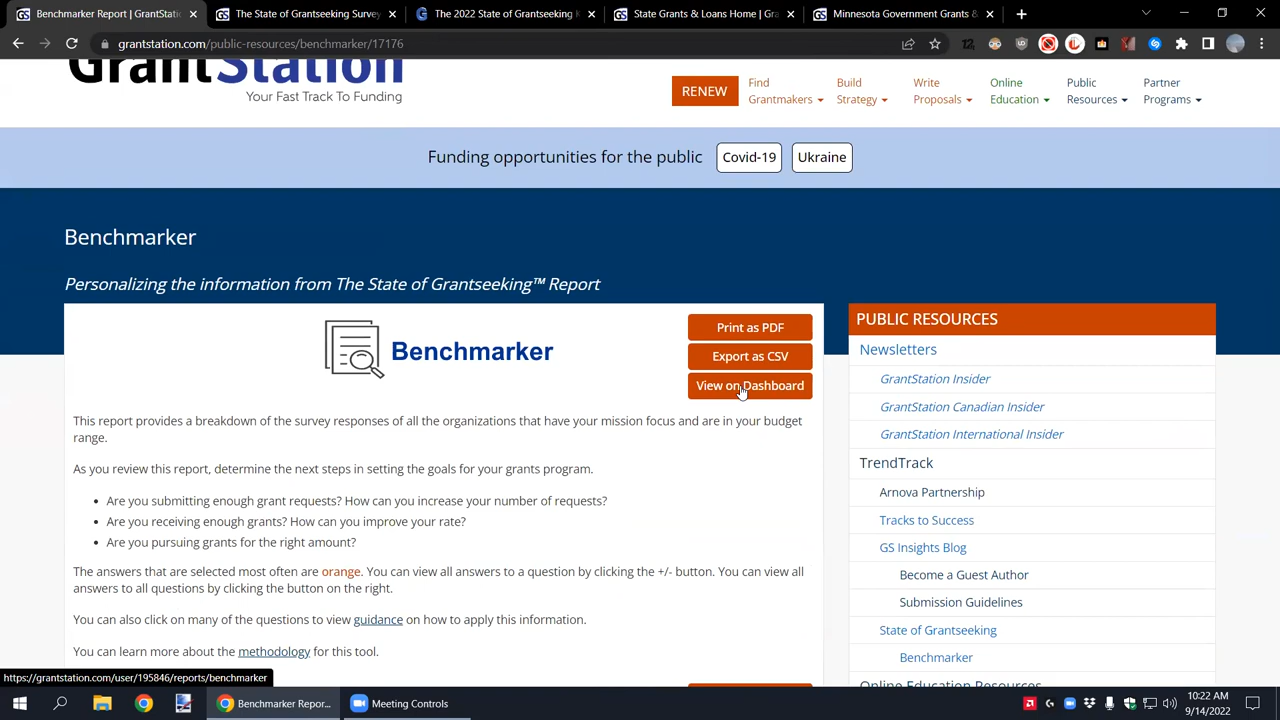 Benchmarker Report | GrantStati
The State of Grantseeking Survey
The 2022 State of Grantseeking
State Grants & Loans Home | Gra
Minnesota Government Grants &
grantstation.com/public-resources/benchmarker/17176
GrantStation
Your Fast Track To Funding
RENEW
Find Grantmakers
Build Strategy
Write Proposals
Online Education
Public Resources
Partner Programs
Funding opportunities for the public
Covid-19
Ukraine
Benchmarker
Personalizing the information from The State of Grantseeking™ Report
Benchmarker
Print as PDF
Export as CSV
View on Dashboard
This report provides a breakdown of the survey responses of all the organizations that have your mission focus and are in your budget
range.
As you review this report, determine the next steps in setting the goals for your grants program.
• Are you submitting enough grant requests? How can you increase your number of requests?
• Are you receiving enough grants? How can you improve your rate?
• Are you pursuing grants for the right amount?
The answers that are selected most often are orange. You can view all answers to a question by clicking the +/- button. You can view all
answers to all questions by clicking the button on the right.
You can also click on many of the questions to view guidance on how to apply this information.
You can learn more about the methodology for this tool.
PUBLIC RESOURCES
Newsletters
GrantStation Insider
GrantStation Canadian Insider
GrantStation International Insider
TrendTrack
Arnova Partnership
Tracks to Success
GS Insights Blog
Become a Guest Author
Submission Guidelines
State of Grantseeking
Benchmarker
Online Education Resources
https://grantstation.com/user/195846/reports/benchmarker
Benchmarker Repor...
Meeting Controls
10:22 AM
9/14/2022